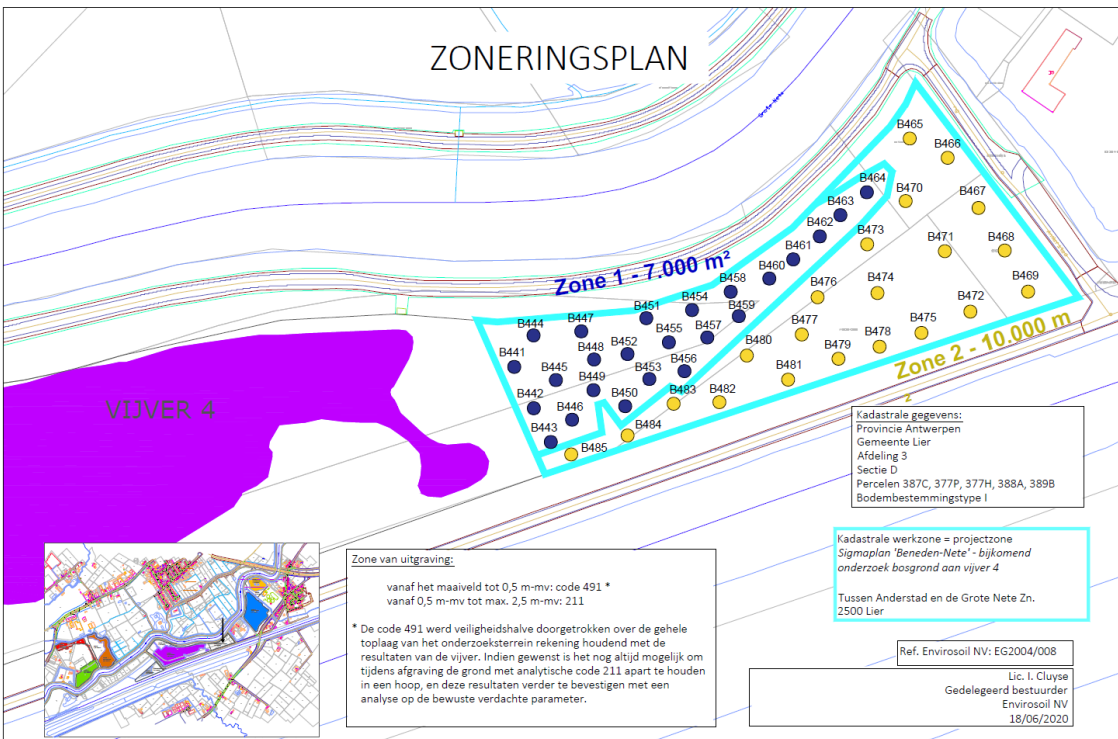 ZONERINGSPLAN
Grote Nete
B465
B466
B464
B470
B467
B463
B462
B473
B471
B468
B461
B460
B476
B474
B469
Zone 1 - 7.000 m²
B458
B454
B459
B451
B472
B475
B444
B447
B455
B457
B477
B478
B452
B480
B479
Zone 2 - 10.000 m
B448
B441
B445
B453
B456
B481
B449
B442
B450
B483
B482
VIJVER 4
B446
B443
B484
B485
Kadastrale gegevens:
Provincie Antwerpen
Gemeente Lier
Afdeling 3
Sectie D
Percelen 387C, 377P, 377H, 388A, 389B
Bodembestemmingstype I
Kadastrale werkzone = projectzone
Sigmaplan 'Beneden-Nete' - bijkomend
onderzoek bosgrond aan vijver 4
Tussen Anderstad en de Grote Nete Zn.
2500 Lier
Zone van uitgraving:
vanaf het maaiveld tot 0,5 m-mv: code 491 *
vanaf 0,5 m-mv tot max. 2,5 m-mv: 211
* De code 491 werd veiligheidshalve doorgetrokken over de gehele
toplaag van het onderzoeksterrein rekening houdend met de
resultaten van de vijver. Indien gewenst is het nog altijd mogelijk om
tijdens afgraving de grond met analytische code 211 apart te houden
in een hoop, en deze resultaten verder te bevestigen met een
analyse op de bewuste verdachte parameter.
Ref. Envirosoil NV: EG2004/008
Lic. I. Cluyse
Gedelegeerd bestuurder
Envirosoil NV
18/06/2020